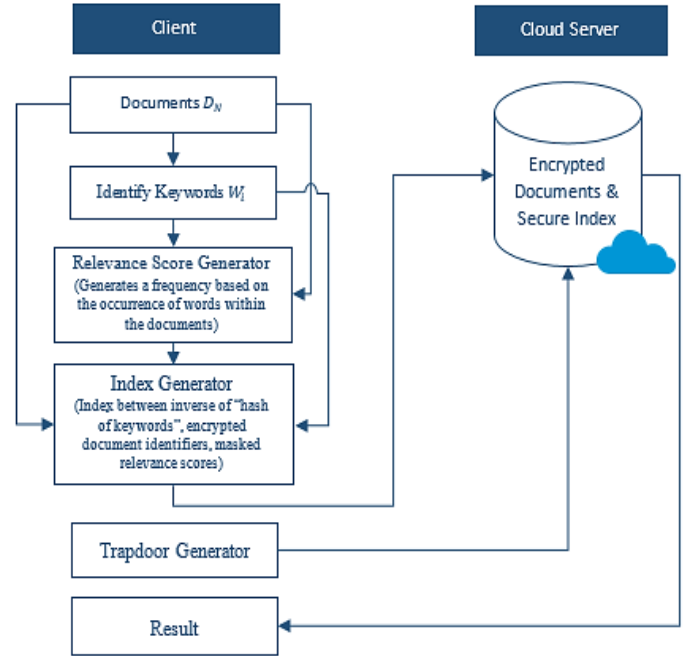 Client
Cloud Server
Documents D_N
Identify Keywords W_i
Relevance Score Generator
(Generates a frequency based on
the occurrence of words within
the documents)
Index Generator
(Index between inverse of “hash
of keywords”, encrypted
document identifiers, masked
relevance scores)
Encrypted
Documents &
Secure Index
Trapdoor Generator
Result